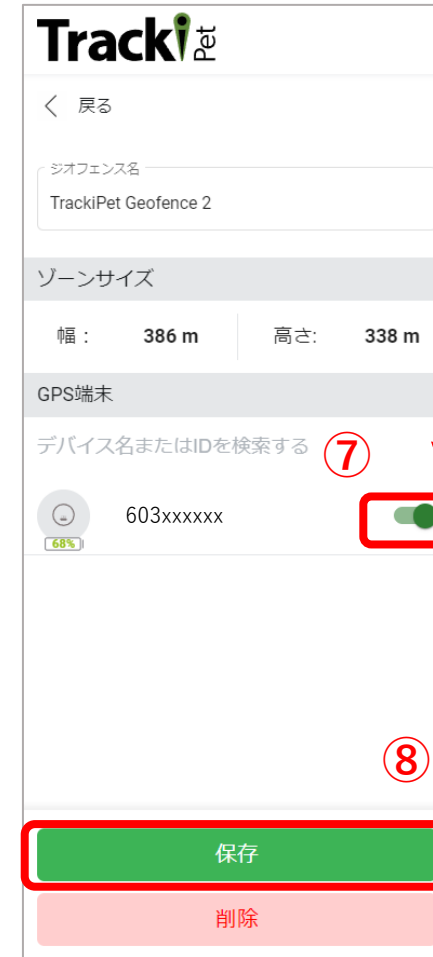 Tracki Pet
戻る
ジオフェンス名
TrackiPet Geofence 2
ゾーンサイズ
幅： 386 m 高さ: 338 m
GPS端末
デバイス名またはIDを検索する ⑦
603xxxxxx
68%
⑧
保存
削除